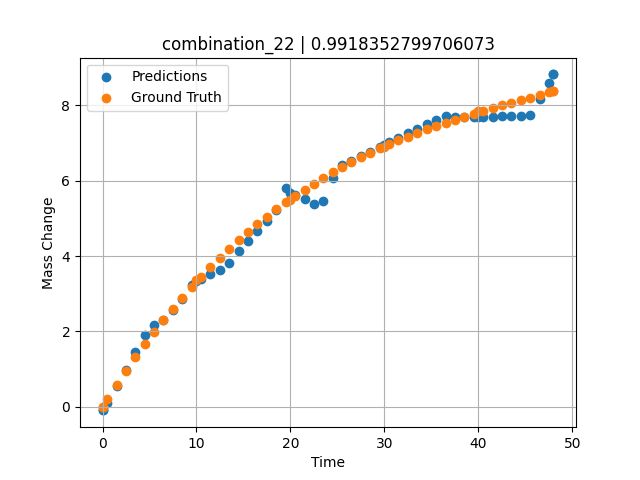 combination_22 | 0.9918352799706073
Predictions
Ground Truth
Mass Change
8
6
4
2
0
0 10 20 30 40 50
Time